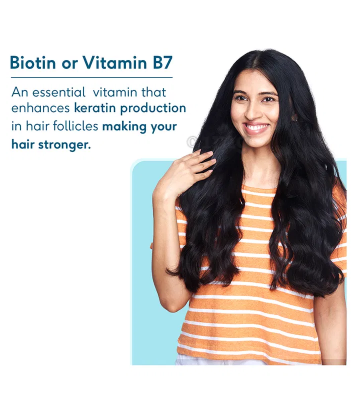 Biotin or Vitamin B7
An essential vitamin that
enhances keratin production
in hair follicles making your
hair stronger.